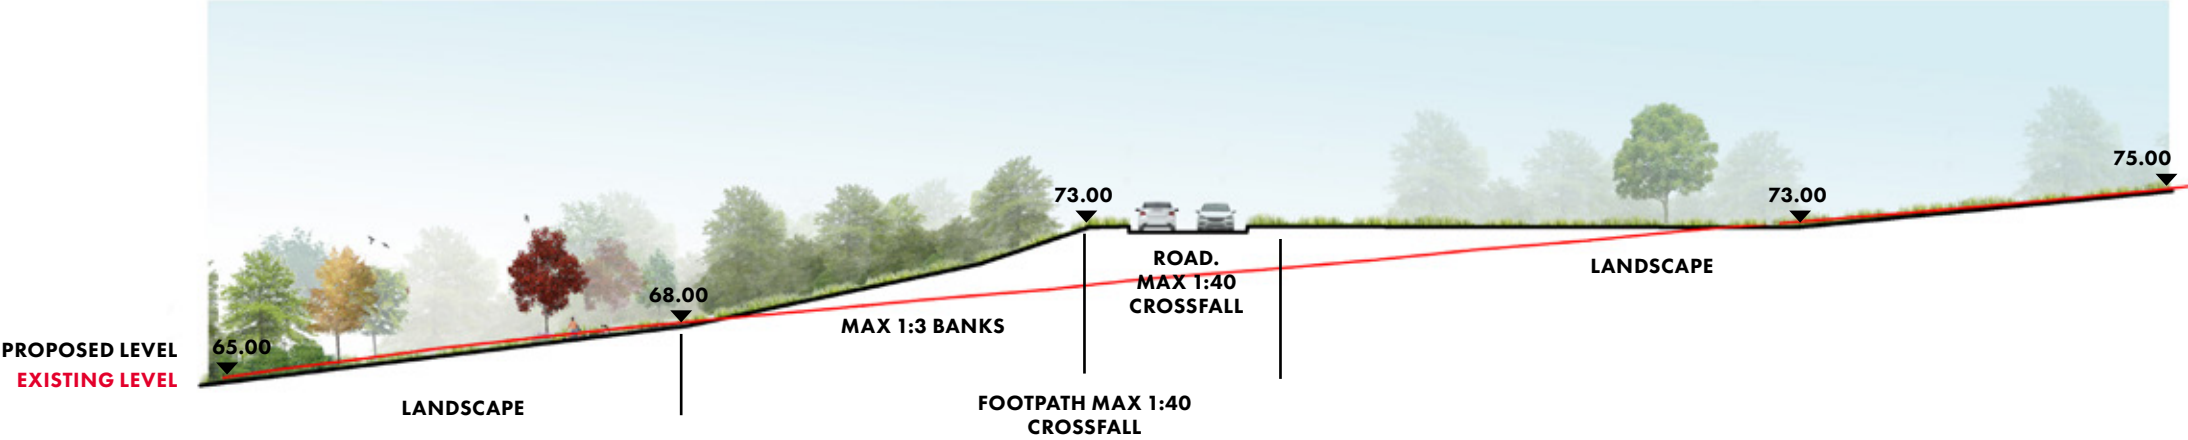 75.00
73.00
73.00
ROAD.
MAX 1:40
CROSSFALL
LANDSCAPE
68.00
MAX 1:3 BANKS
PROPOSED LEVEL
65.00
EXISTING LEVEL
LANDSCAPE
FOOTPATH MAX 1:40
CROSSFALL